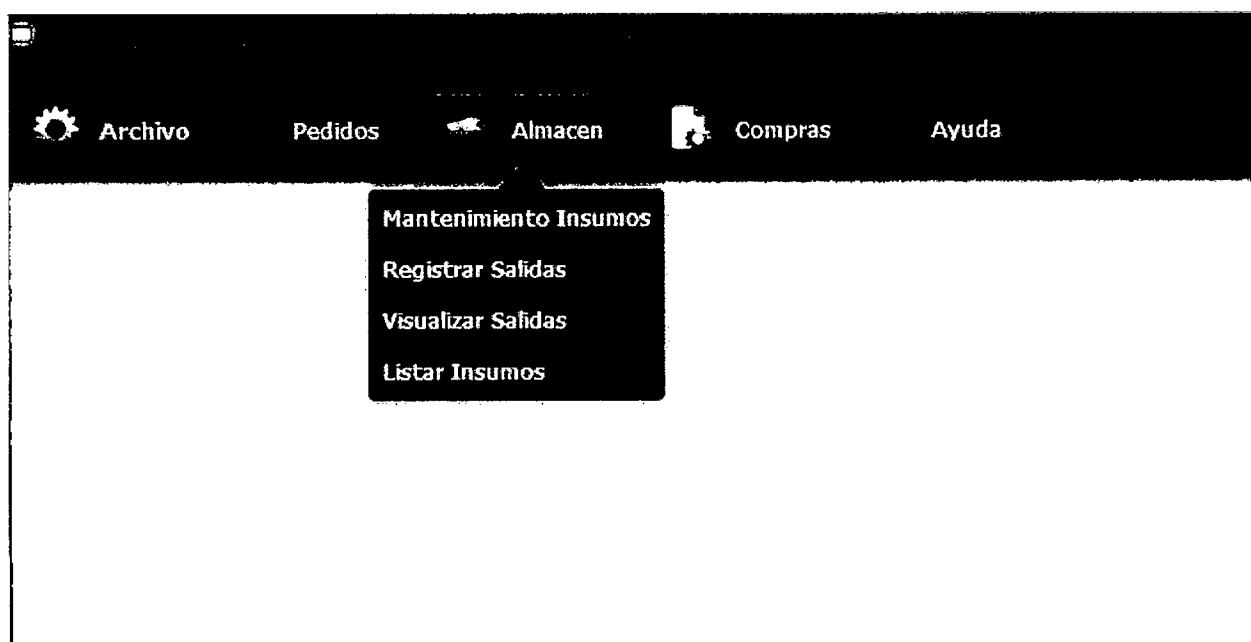 Archivo Pedidos Almacen Compras Ayuda
Mantenimiento Insumos
Registrar Salidas
Visualizar Salidas
Listar Insumos